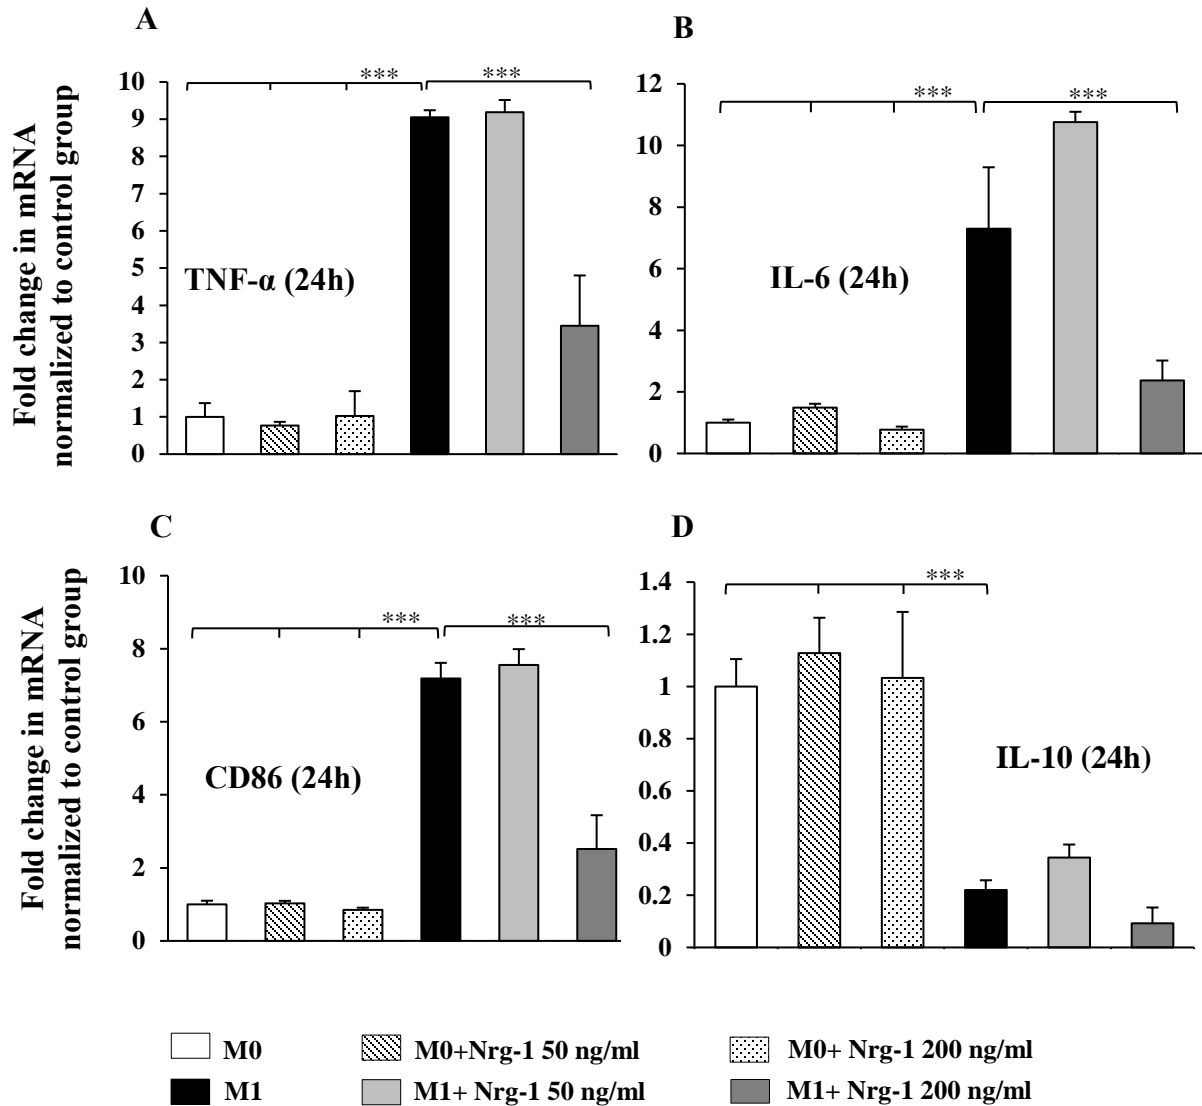 A
Fold change in mRNA
normalized to control group
10
9
8
7
6
5
4
3
2
1
0
***
***
TNF-α (24h)
B
12
10
8
6
4
2
0
***
***
IL-6 (24h)
C
Fold change in mRNA
normalized to control group
10
8
6
4
2
0
***
***
CD86 (24h)
D
1.4
1.2
1
0.8
0.6
0.4
0.2
0
***
IL-10 (24h)
M0
M0+Nrg-1 50 ng/ml
M0+ Nrg-1 200 ng/ml
M1
M1+ Nrg-1 50 ng/ml
M1+ Nrg-1 200 ng/ml